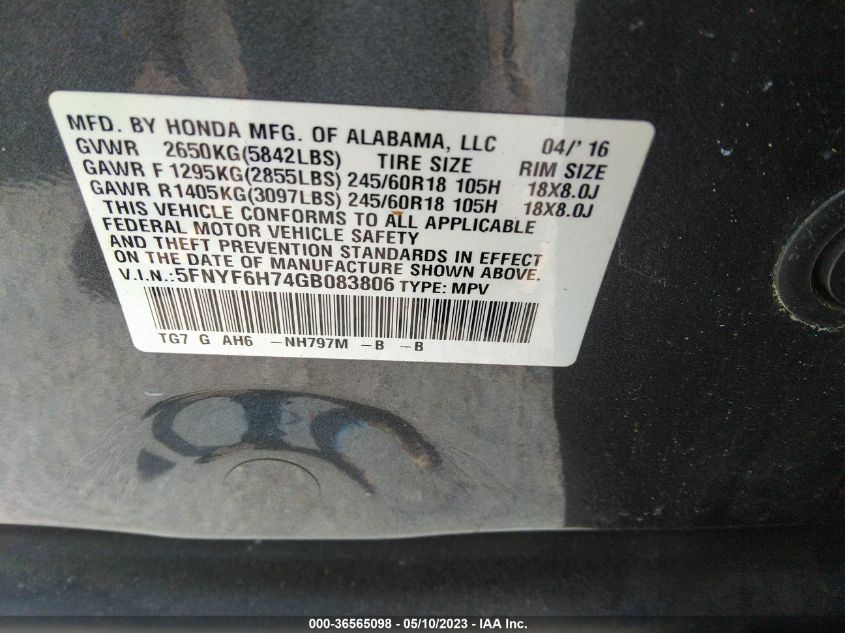 MFD. BY HONDA MFG. OF ALABAMA, LLC 04/' 16
GVWR 2650KG(5842LBS) TIRE SIZE RIM SIZE
GAWR F 1295KG(2855LBS) 245/60R18 105H 18X8.0J
GAWR R1405KG(3097LBS) 245/60R18 105H 18X8.0J
THIS VEHICLE CONFORMS TO ALL APPLICABLE
FEDERAL MOTOR VEHICLE SAFETY
AND THEFT PREVENTION STANDARDS IN EFFECT
ON THE DATE OF MANUFACTURE SHOWN ABOVE.
V.I.N.:5FNYF6H74GB083806 TYPE: MPV
TG7 G AH6 -NH797M -B -B
000-36565098 - 05/10/2023 - IAA Inc.